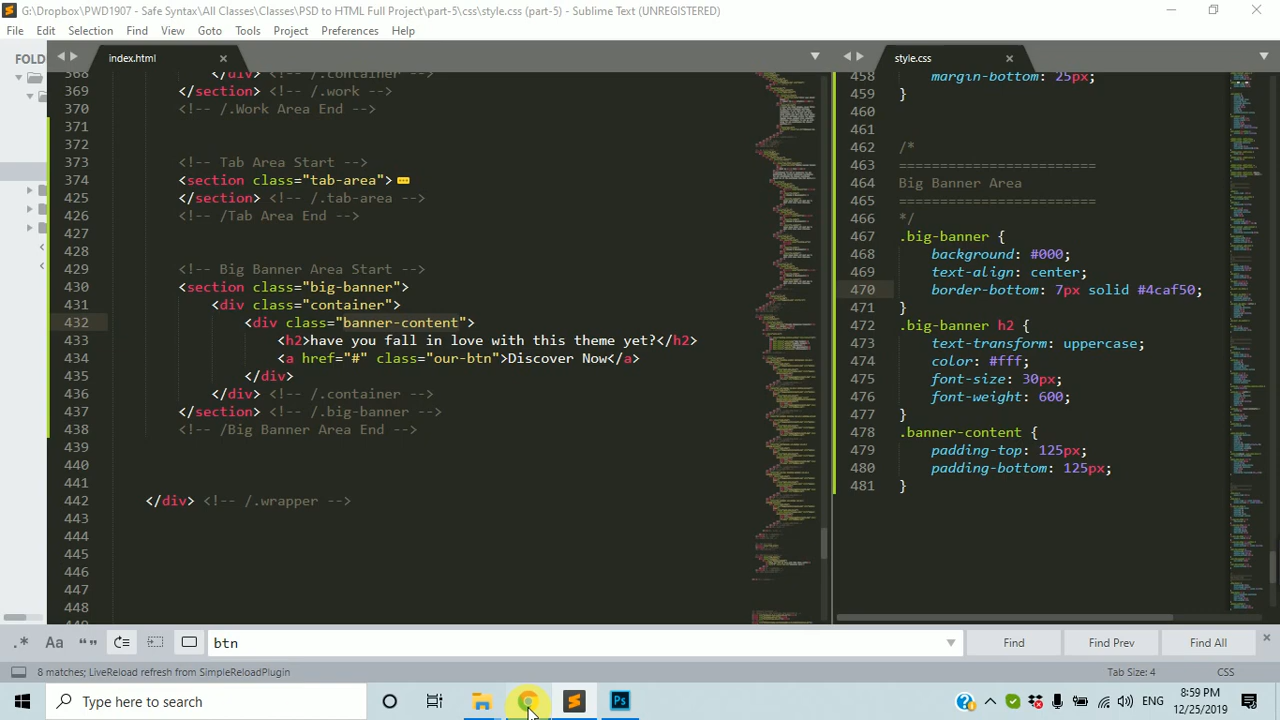 G:\Dropbox\PWD1907 - Safe Syntax\All Classes\Classes\PSD to HTML Full Project\part-5\css\style.css (part-5) - Sublime Text (UNREGISTERED)
File Edit Selection Find View Goto Tools Project Preferences Help
FOLD
index.html
368 </div> <!-- /.container -->
369 </section> <!-- /.work -->
370 <!-- /.Work Area End -->
371
372
373 <!-- Tab Area Start -->
374 <section class="tab-area">
425 </section> <!-- /.tab-area -->
426 <!-- /Tab Area End -->
427
428
429 <!-- Big Banner Area Start -->
430 <section class="big-banner">
431 <div class="container">
432 <div class="banner-content">
433 <h2>have you fall in love with this theme yet?</h2>
434 <a href="#" class="our-btn">Discover Now</a>
435 </div>
436 </div> <!-- /.container -->
437 </section> <!-- /.big-banner -->
438 <!-- /Big Banner Area End -->
439
440
441
442 </div> <!-- /.wrapper -->
443
444
445
446
447
448
style.css
458 margin-bottom: 25px;
459 }
460
461
462 /*
463 ========================
464 Big Banner Area
465 ========================
466 */
467 .big-banner {
468 background: #000;
469 text-align: center;
470 border-bottom: 7px solid #4caf50;
471 }
472 .big-banner h2 {
473 text-transform: uppercase;
474 color: #fff;
475 font-size: 30px;
476 font-weight: 600;
477 }
478 .banner-content {
479 padding-top: 125px;
480 padding-bottom: 125px;
481 }
.* Aa “” btn Find Find Prev Find All
8 matches; LiveReload refresh from SimpleReloadPlugin Tab Size: 4 CSS
Type here to search
Ps
ENG
8:59 PM
12/25/2019